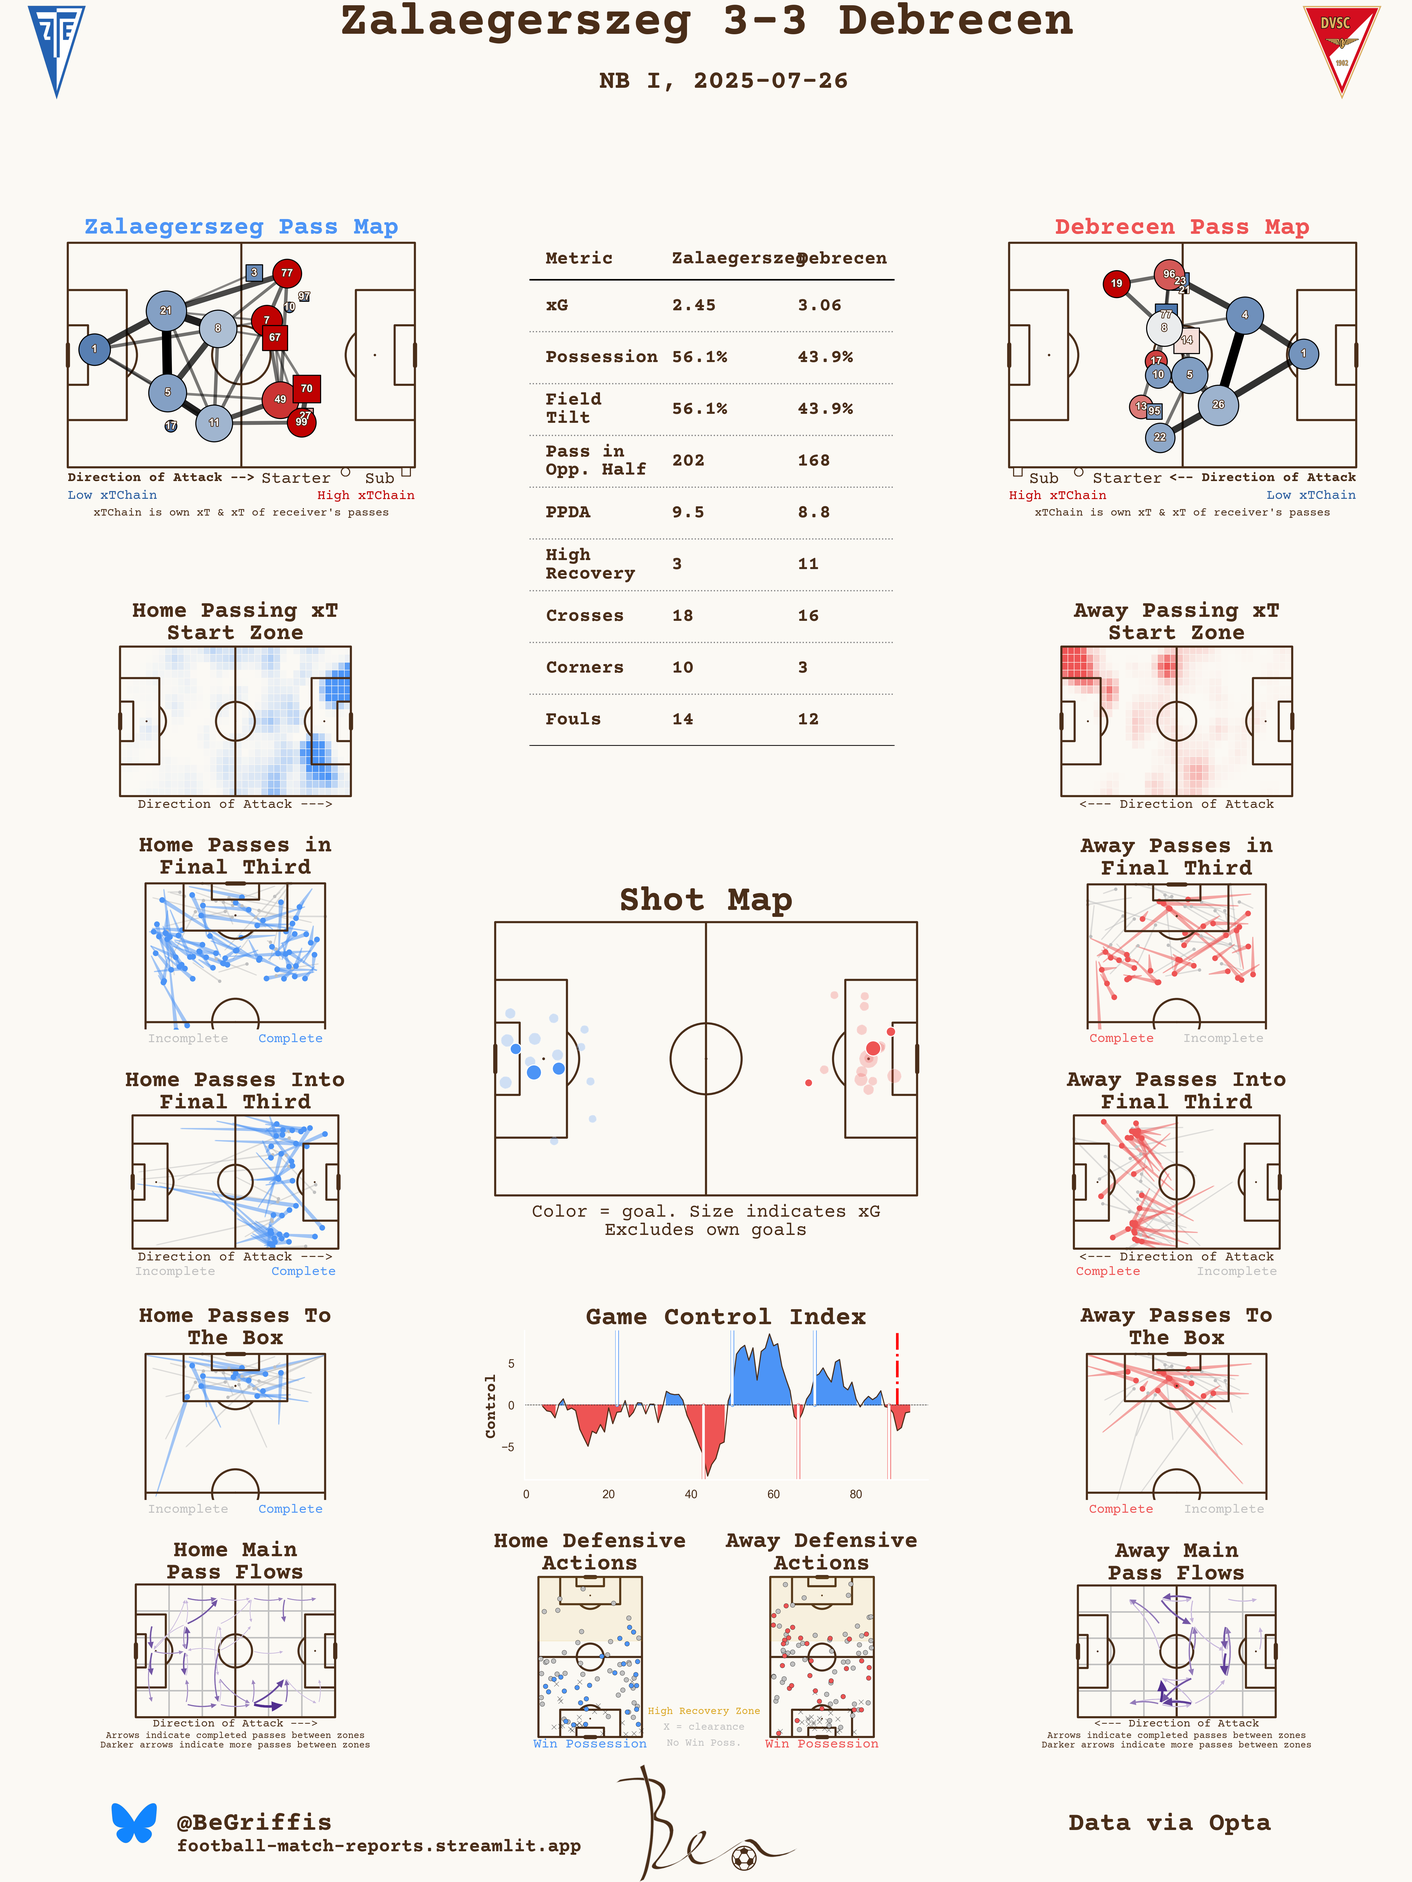 Zalaegerszeg 3-3 Debrecen
NB I, 2025-07-26
ZTE
DVSC
1902
Zalaegerszeg Pass Map
3
77
97
10
21
8
7
67
1
5
70
49
27
99
11
17
Direction of Attack --> Starter Sub
Low xTChain High xTChain
xTChain is own xT & xT of receiver's passes
Metric Zalaegerszeg Debrecen
xG 2.45 3.06
Possession 56.1% 43.9%
Field
Tilt 56.1% 43.9%
Pass in
Opp. Half 202 168
PPDA 9.5 8.8
High
Recovery 3 11
Crosses 18 16
Corners 10 3
Fouls 14 12
Debrecen Pass Map
19
96
23
21
77
8
4
14
1
17
10
5
13
95
26
22
Sub Starter <-- Direction of Attack
High xTChain Low xTChain
xTChain is own xT & xT of receiver's passes
Home Passing xT
Start Zone
Direction of Attack --->
Away Passing xT
Start Zone
<--- Direction of Attack
Home Passes in
Final Third
Incomplete Complete
Away Passes in
Final Third
Complete Incomplete
Shot Map
Color = goal. Size indicates xG
Excludes own goals
Home Passes Into
Final Third
Direction of Attack --->
Incomplete Complete
Away Passes Into
Final Third
<--- Direction of Attack
Complete Incomplete
Home Passes To
The Box
Incomplete Complete
Game Control Index
Control
5
0
−5
0 20 40 60 80
Away Passes To
The Box
Complete Incomplete
Home Main
Pass Flows
Direction of Attack --->
Arrows indicate completed passes between zones
Darker arrows indicate more passes between zones
Home Defensive
Actions
Win Possession
Away Defensive
Actions
Win Possession
High Recovery Zone
X = clearance
No Win Poss.
Away Main
Pass Flows
<--- Direction of Attack
Arrows indicate completed passes between zones
Darker arrows indicate more passes between zones
@BeGriffis
football-match-reports.streamlit.app
Ben
Data via Opta